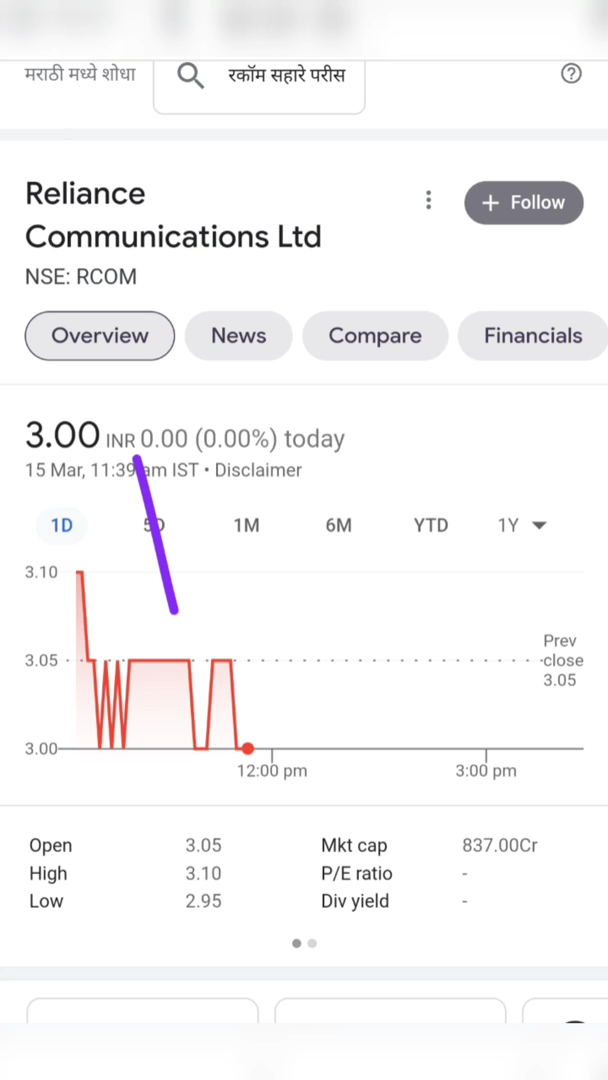 मराठी मध्ये शोधा
रकॉम सहारे परीस
Reliance
Communications Ltd
+ Follow
NSE: RCOM
Overview News Compare Financials
3.00 INR 0.00 (0.00%) today
15 Mar, 11:39 am IST • Disclaimer
1D 5D 1M 6M YTD 1Y
3.10
3.05
3.00
Prev
close
3.05
12:00 pm 3:00 pm
Open 3.05 Mkt cap 837.00Cr
High 3.10 P/E ratio -
Low 2.95 Div yield -